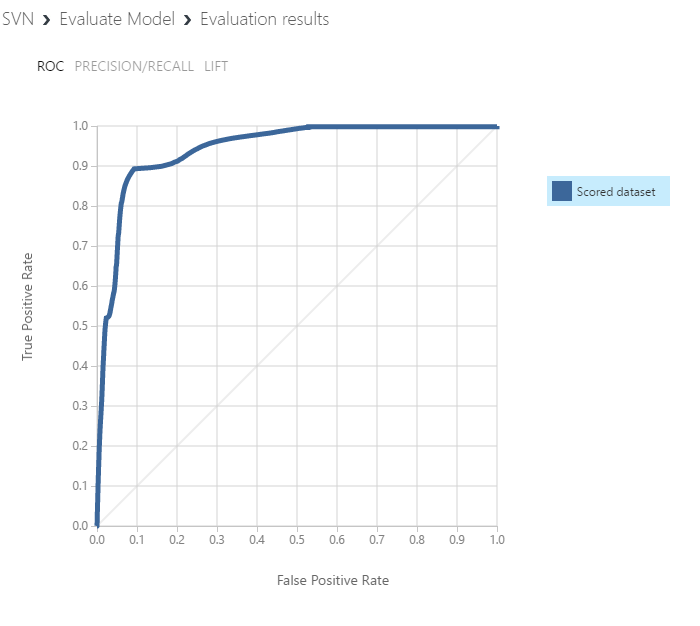 SVN ❯ Evaluate Model ❯ Evaluation results
ROC PRECISION/RECALL LIFT
1.0
0.9
0.8
0.7
0.6
0.5
0.4
0.3
0.2
0.1
0.0
True Positive Rate
0.0 0.1 0.2 0.3 0.4 0.5 0.6 0.7 0.8 0.9 1.0
False Positive Rate
Scored dataset